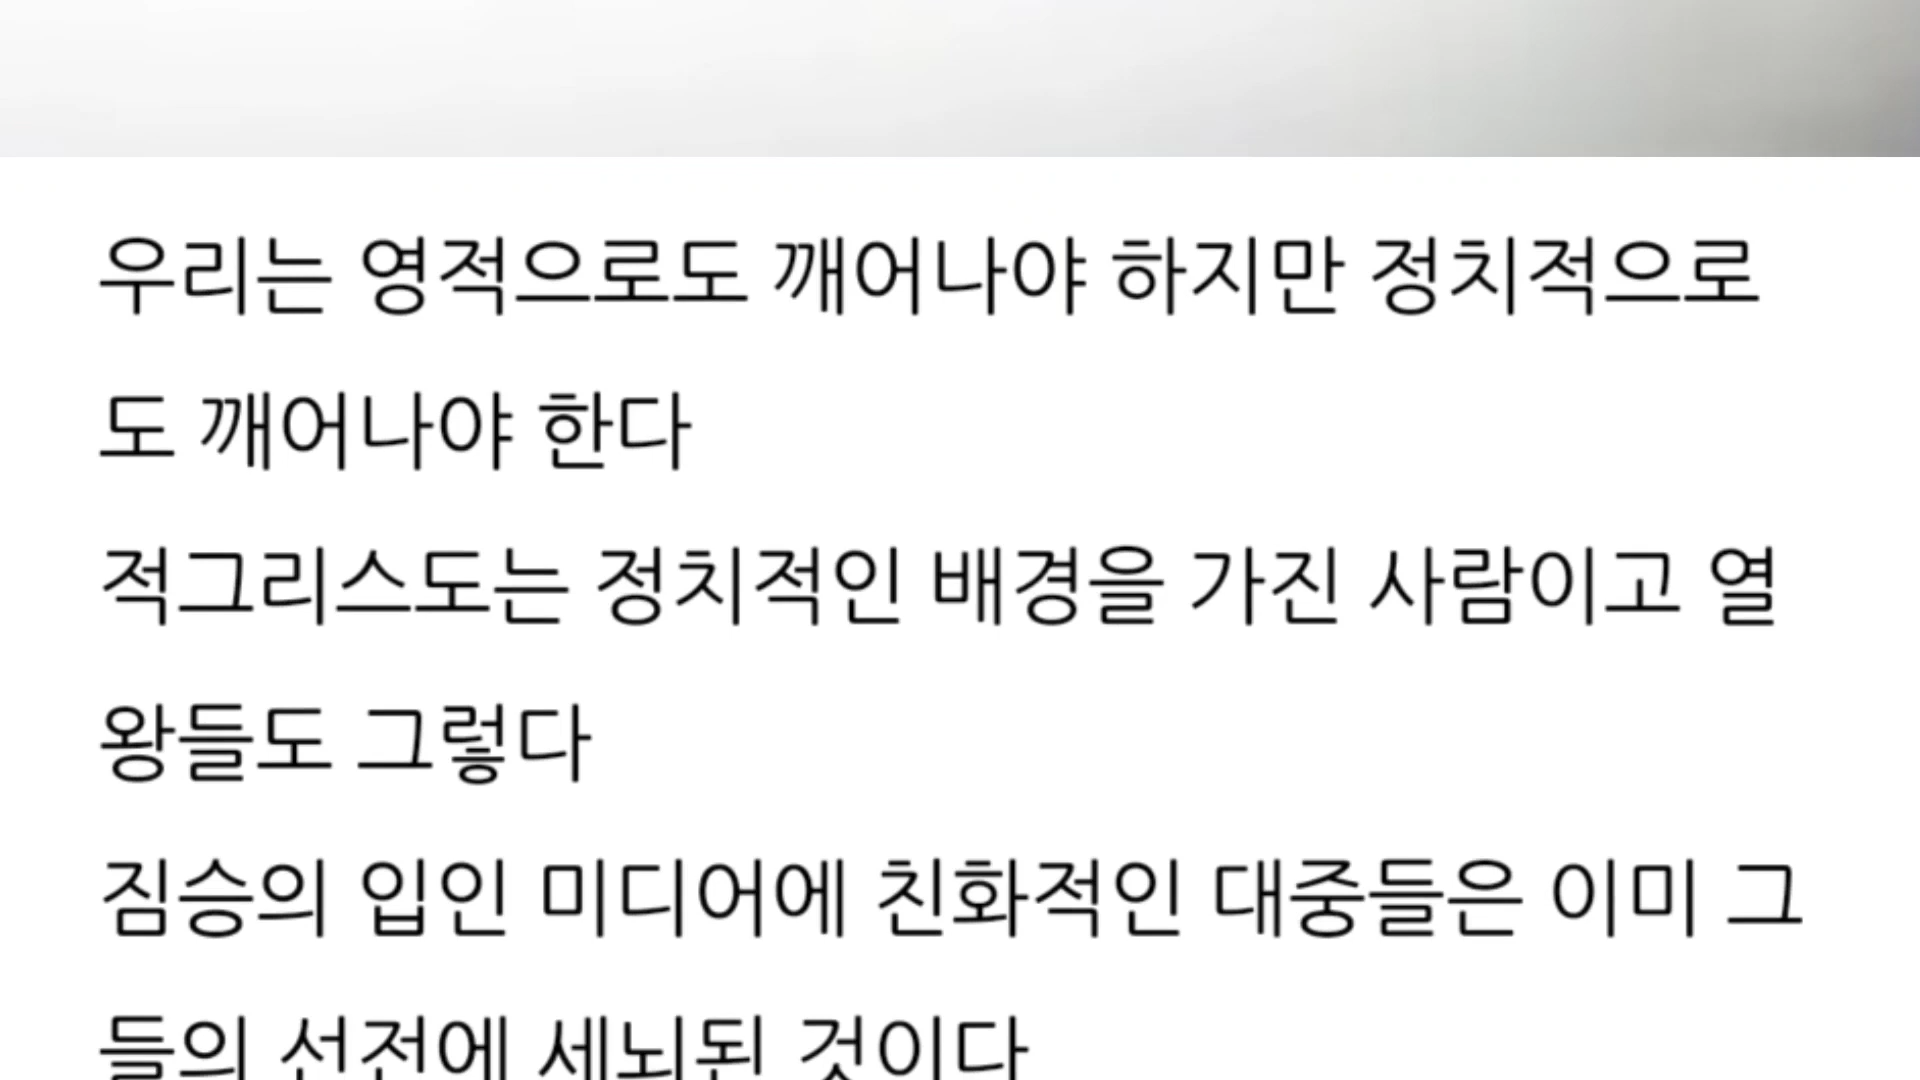 우리는 영적으로도 깨어나야 하지만 정치적으로
도 깨어나야 한다
적그리스도는 정치적인 배경을 가진 사람이고 열
왕들도 그렇다
짐승의 입인 미디어에 친화적인 대중들은 이미 그
들의 선전에 세뇌된 것이다